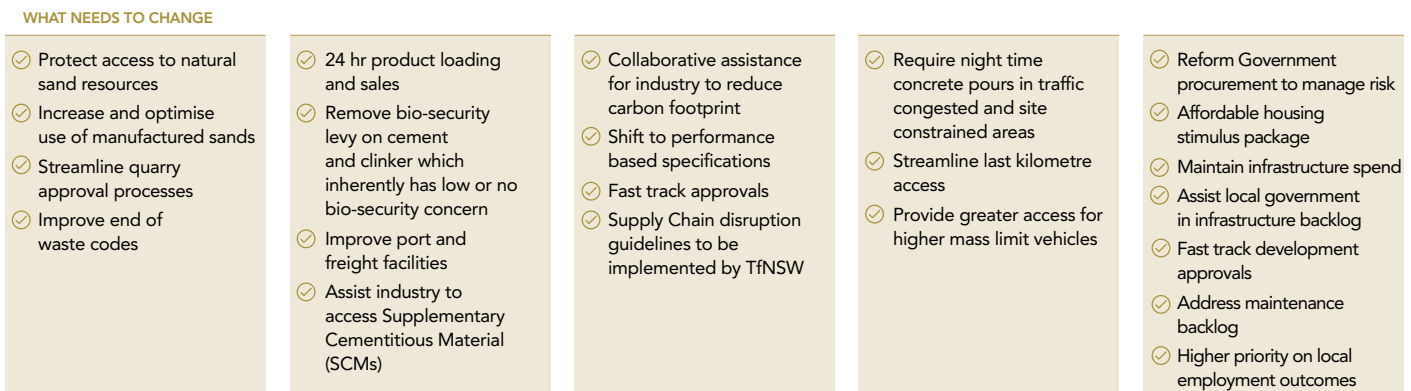 WHAT NEEDS TO CHANGE
Protect access to natural
sand resources
Increase and optimise
use of manufactured sands
Streamline quarry
approval processes
Improve end of
waste codes
24 hr product loading
and sales
Remove bio-security
levy on cement
and clinker which
inherently has low or no
bio-security concern
Improve port and
freight facilities
Assist industry to
access Supplementary
Cementitious Material
(SCMs)
Collaborative assistance
for industry to reduce
carbon footprint
Shift to performance
based specifications
Fast track approvals
Supply Chain disruption
guidelines to be
implemented by TfNSW
Require night time
concrete pours in traffic
congested and site
constrained areas
Streamline last kilometre
access
Provide greater access for
higher mass limit vehicles
Reform Government
procurement to manage risk
Affordable housing
stimulus package
Maintain infrastructure spend
Assist local government
in infrastructure backlog
Fast track development
approvals
Address maintenance
backlog
Higher priority on local
employment outcomes